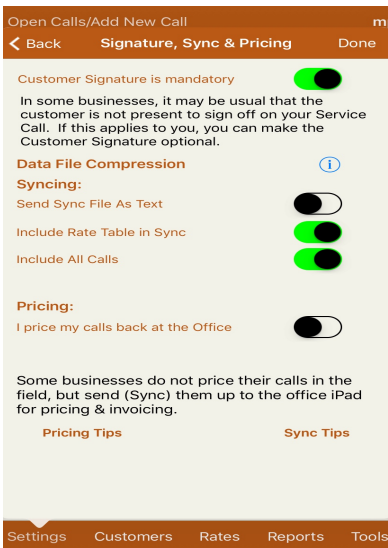 Open Calls/Add New Call
Back Signature, Sync & Pricing Done
Customer Signature is mandatory
In some businesses, it may be usual that the
customer is not present to sign off on your Service
Call. If this applies to you, you can make the
Customer Signature optional.
Data File Compression i
Syncing:
Send Sync File As Text
Include Rate Table in Sync
Include All Calls
Pricing:
I price my calls back at the Office
Some businesses do not price their calls in the
field, but send (Sync) them up to the office iPad
for pricing & invoicing.
Pricing Tips Sync Tips
Settings Customers Rates Reports Tools